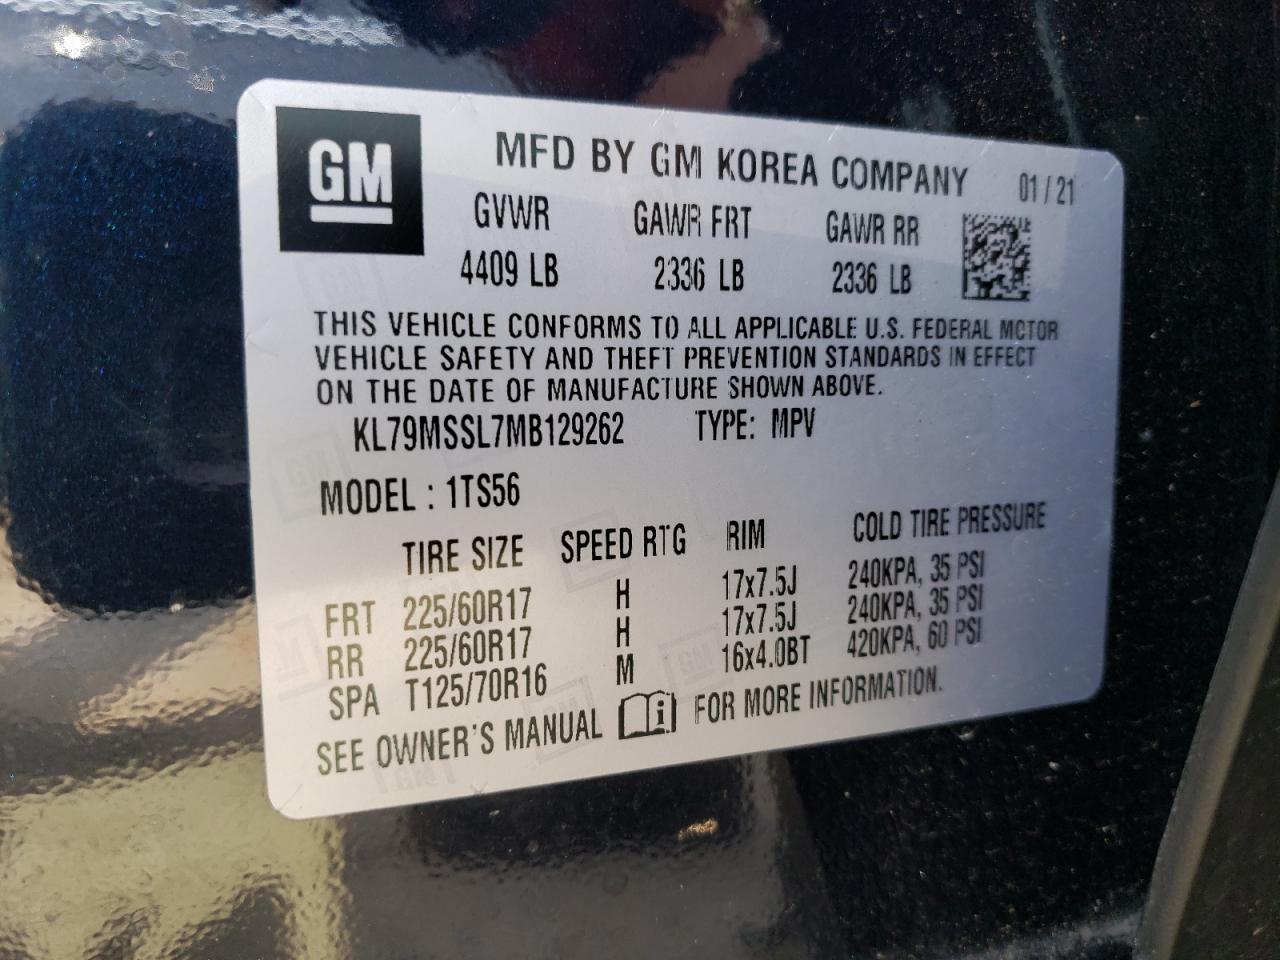 GM
MFD BY GM KOREA COMPANY 01/21
GVWR GAWR FRT GAWR RR
4409 LB 2336 LB 2336 LB
THIS VEHICLE CONFORMS TO ALL APPLICABLE U.S. FEDERAL MOTOR
VEHICLE SAFETY AND THEFT PREVENTION STANDARDS IN EFFECT
ON THE DATE OF MANUFACTURE SHOWN ABOVE.
KL79MSSL7MB129262 TYPE: MPV
MODEL : 1TS56
TIRE SIZE SPEED RTG RIM COLD TIRE PRESSURE
FRT 225/60R17 H 17x7.5J 240KPA, 35 PSI
RR 225/60R17 H 17x7.5J 240KPA, 35 PSI
SPA T125/70R16 M 16x4.0BT 420KPA, 60 PSI
SEE OWNER'S MANUAL i FOR MORE INFORMATION.